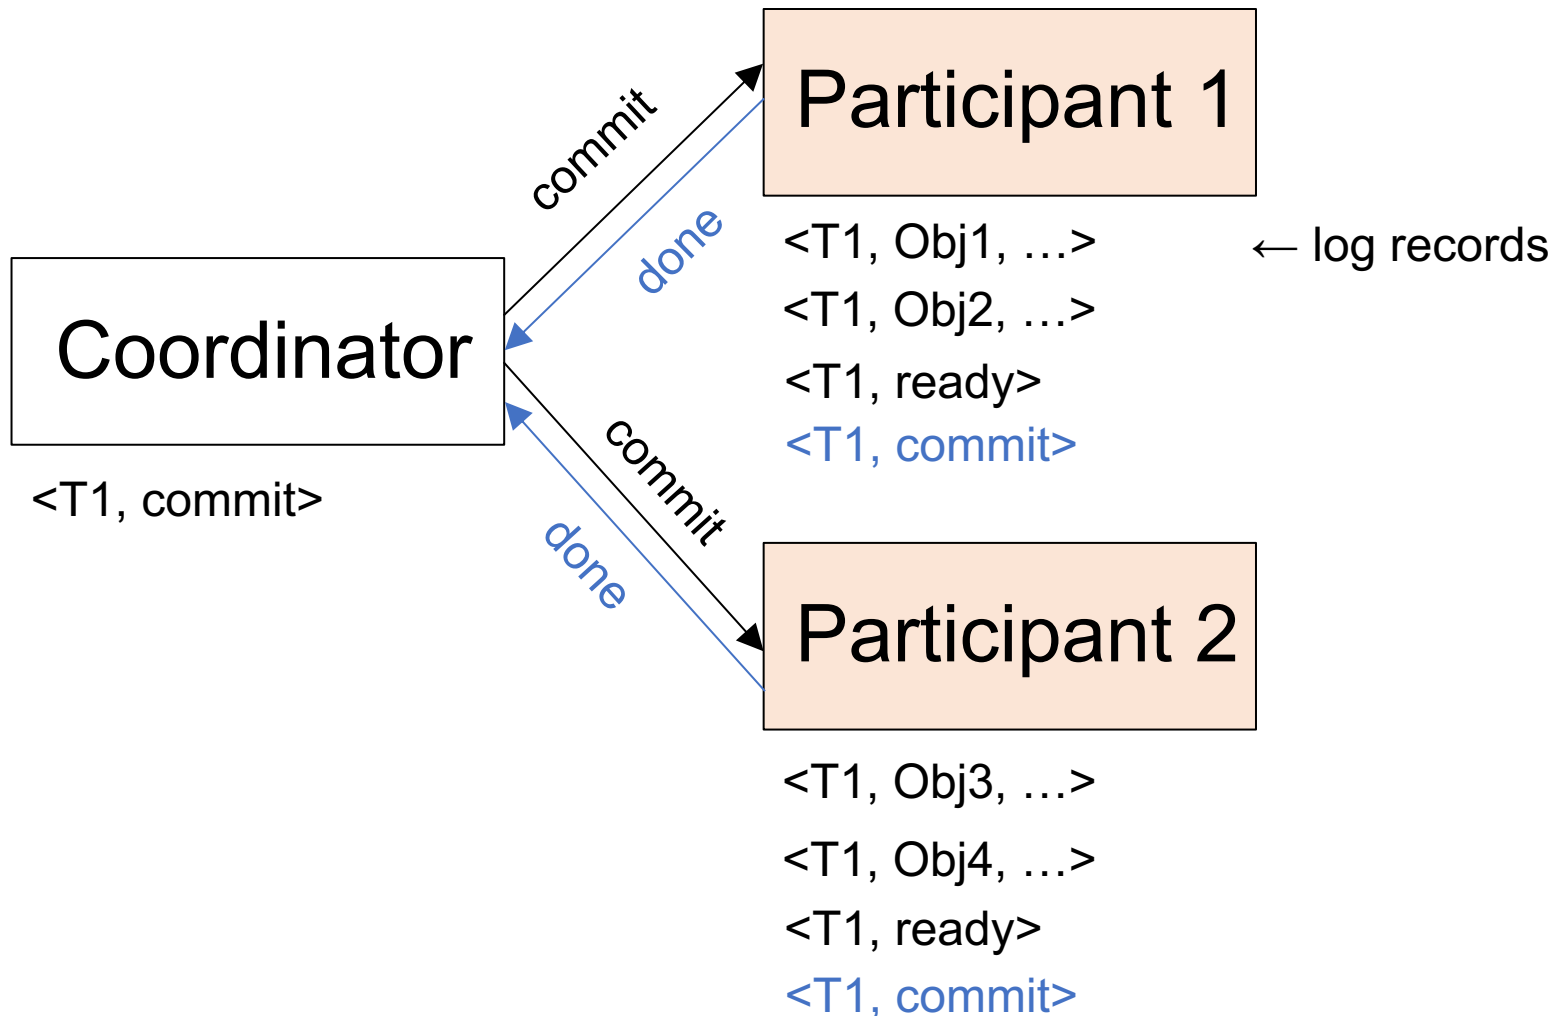 Participant 1
commit
done
<T1, Obj1, …>
← log records
<T1, Obj2, …>
<T1, ready>
<T1, commit>
Coordinator
<T1, commit>
commit
done
Participant 2
<T1, Obj3, …>
<T1, Obj4, …>
<T1, ready>
<T1, commit>